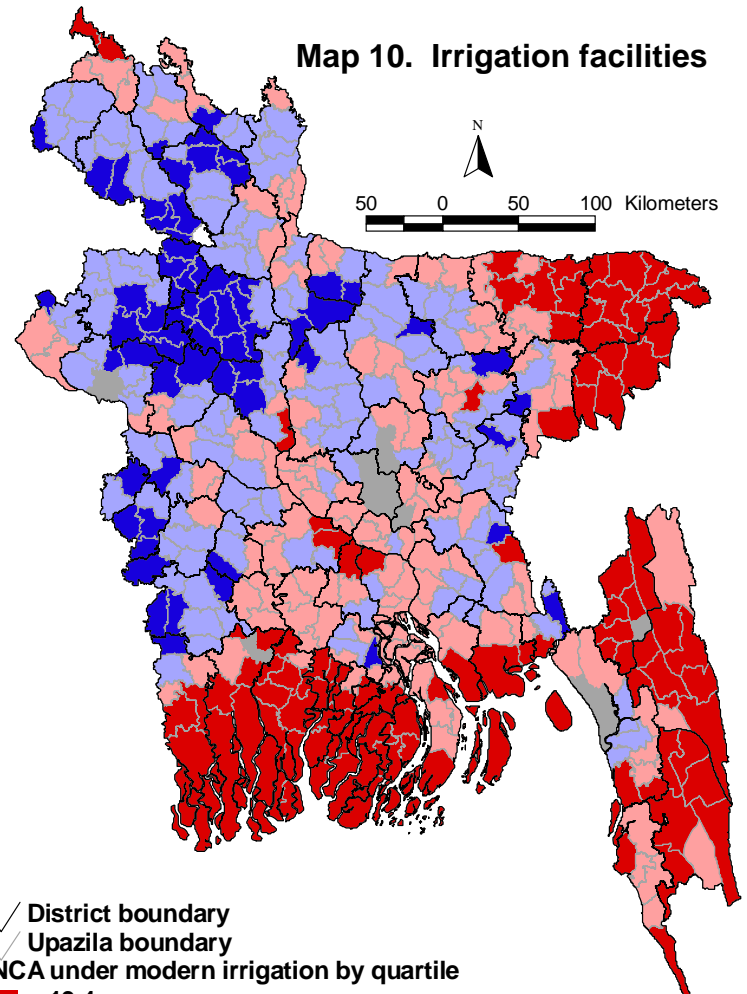 Map 10. Irrigation facilities
N
50 0 50 100 Kilometers
District boundary
Upazila boundary
NCA under modern irrigation by quartile